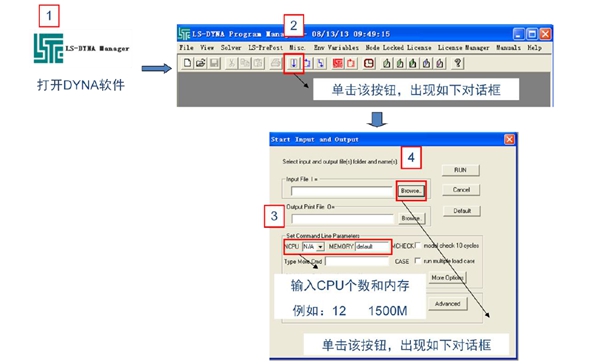 1
2
LS-DYNA Program Manager - 08/13/13 09:49:15
File View Solver LS-PrePost Misc. Env Variables Node Locked License License Manager Manuals Help
LS-DYNA Manager
打开DYNA软件
单击该按钮，出现如下对话框
Start Input and Output
4
Select input and output file(s) folder and name(s)
Input File I=
Browse..
RUN
Cancel
Output Print File O=
Browse..
Default
3
Set Command Line Parameters
NCPU N/A MEMORY default MCHECK modal check 10 cycles
Type More Cmd CASE run multiple load case
More Options
输入CPU个数和内存
例如：12 1500M
Advanced
单击该按钮，出现如下对话框